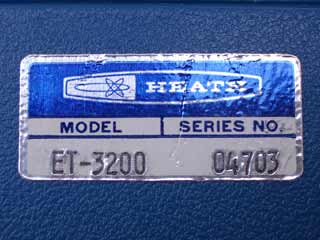 HEATH
MODEL SERIES NO.
ET-3200 04703